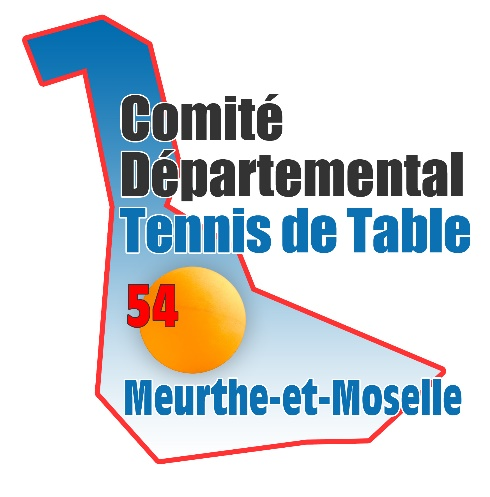 Comité
Départemental
Tennis de Table
54
Meurthe-et-Moselle